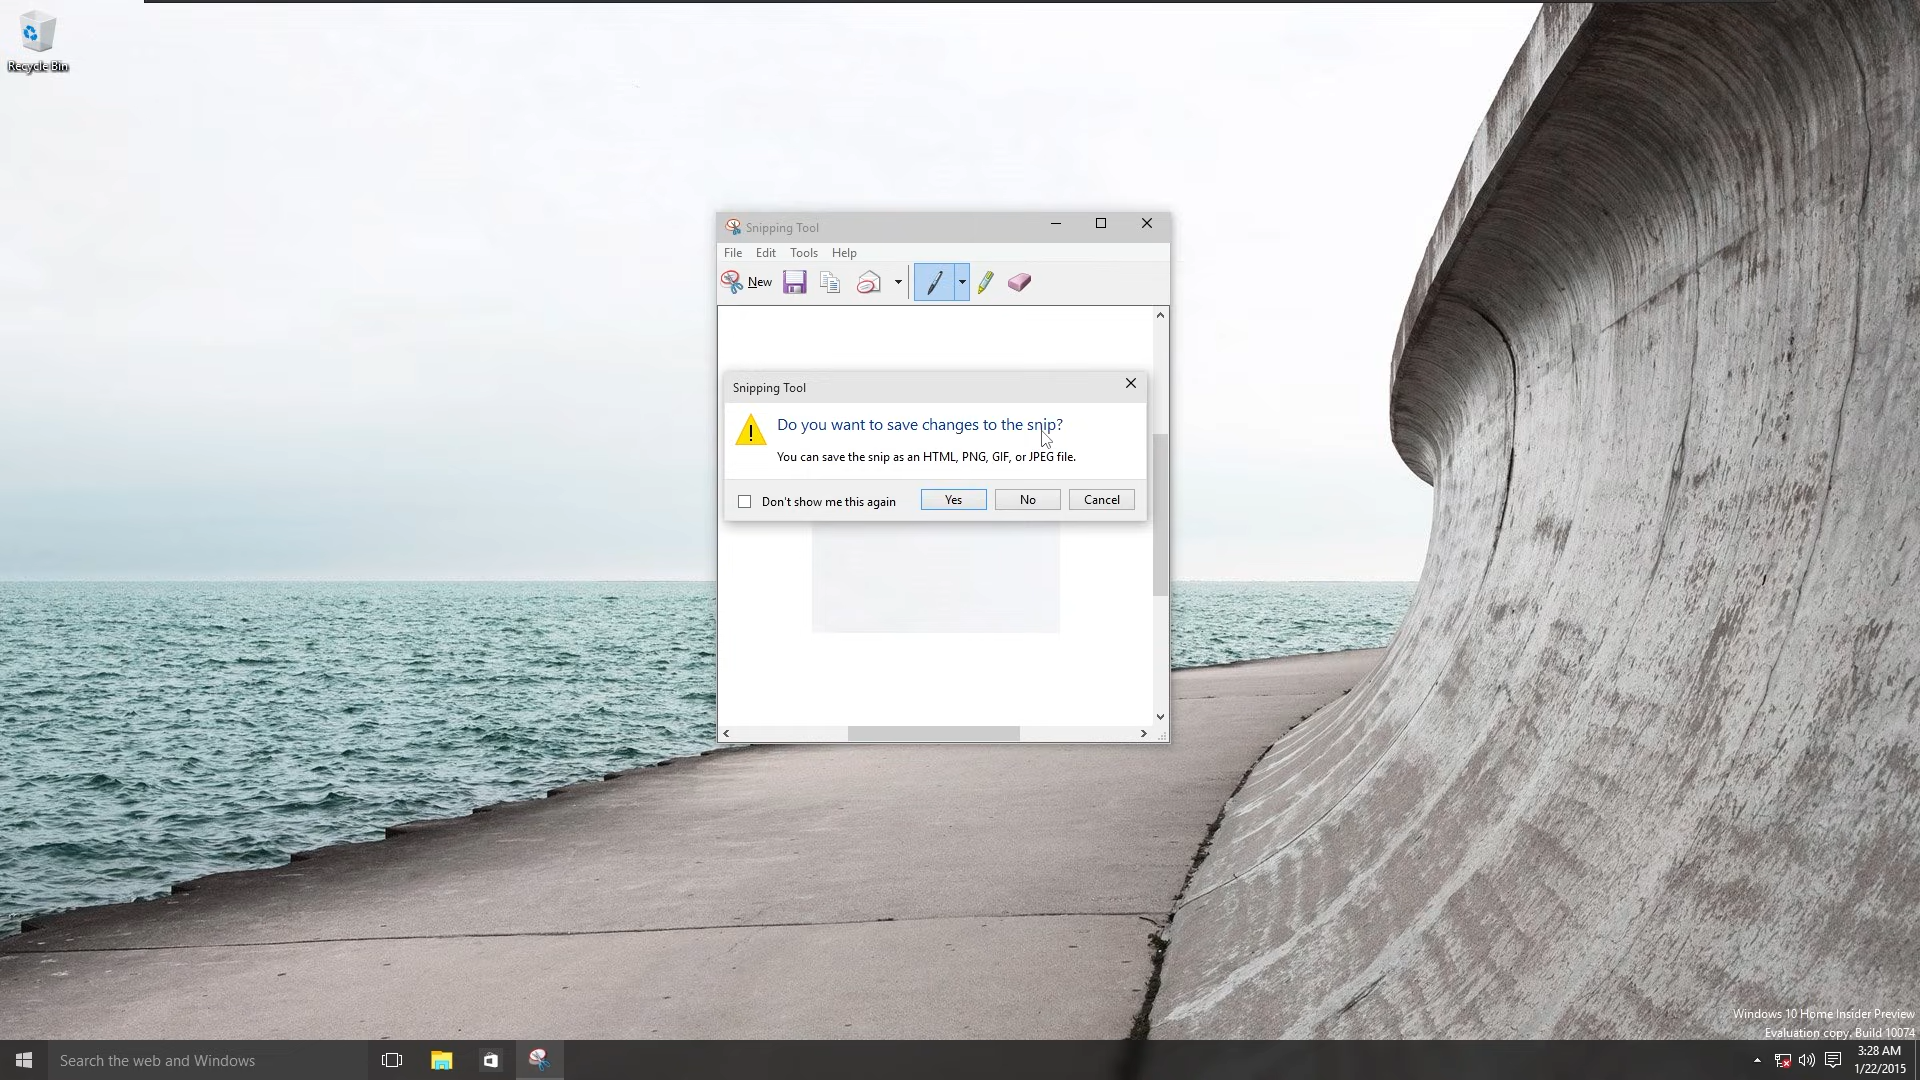 Recycle Bin
Snipping Tool
File Edit Tools Help
New
Snipping Tool
Do you want to save changes to the snip?
You can save the snip as an HTML, PNG, GIF, or JPEG file.
Don't show me this again Yes No Cancel
Windows 10 Home Insider Preview
Evaluation copy. Build 10074
Search the web and Windows
3:28 AM
1/22/2015